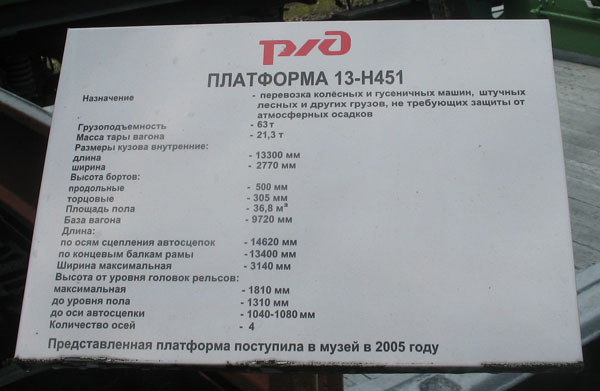 РЖД
ПЛАТФОРМА 13-Н451
Назначение - перевозка колёсных и гусеничных машин, штучных
лесных и других грузов, не требующих защиты от
атмосферных осадков
Грузоподъемность - 63 т
Масса тары вагона - 21,3 т
Размеры кузова внутренние:
длина - 13300 мм
ширина - 2770 мм
Высота бортов:
продольные - 500 мм
торцовые - 305 мм
Площадь пола - 36,8 м²
База вагона - 9720 мм
Длина:
по осям сцепления автосцепок - 14620 мм
по концевым балкам рамы -13400 мм
Ширина максимальная - 3140 мм
Высота от уровня головок рельсов:
максимальная - 1810 мм
до уровня пола - 1310 мм
до оси автосцепки - 1040-1080 мм
Количество осей - 4
Представленная платформа поступила в музей в 2005 году